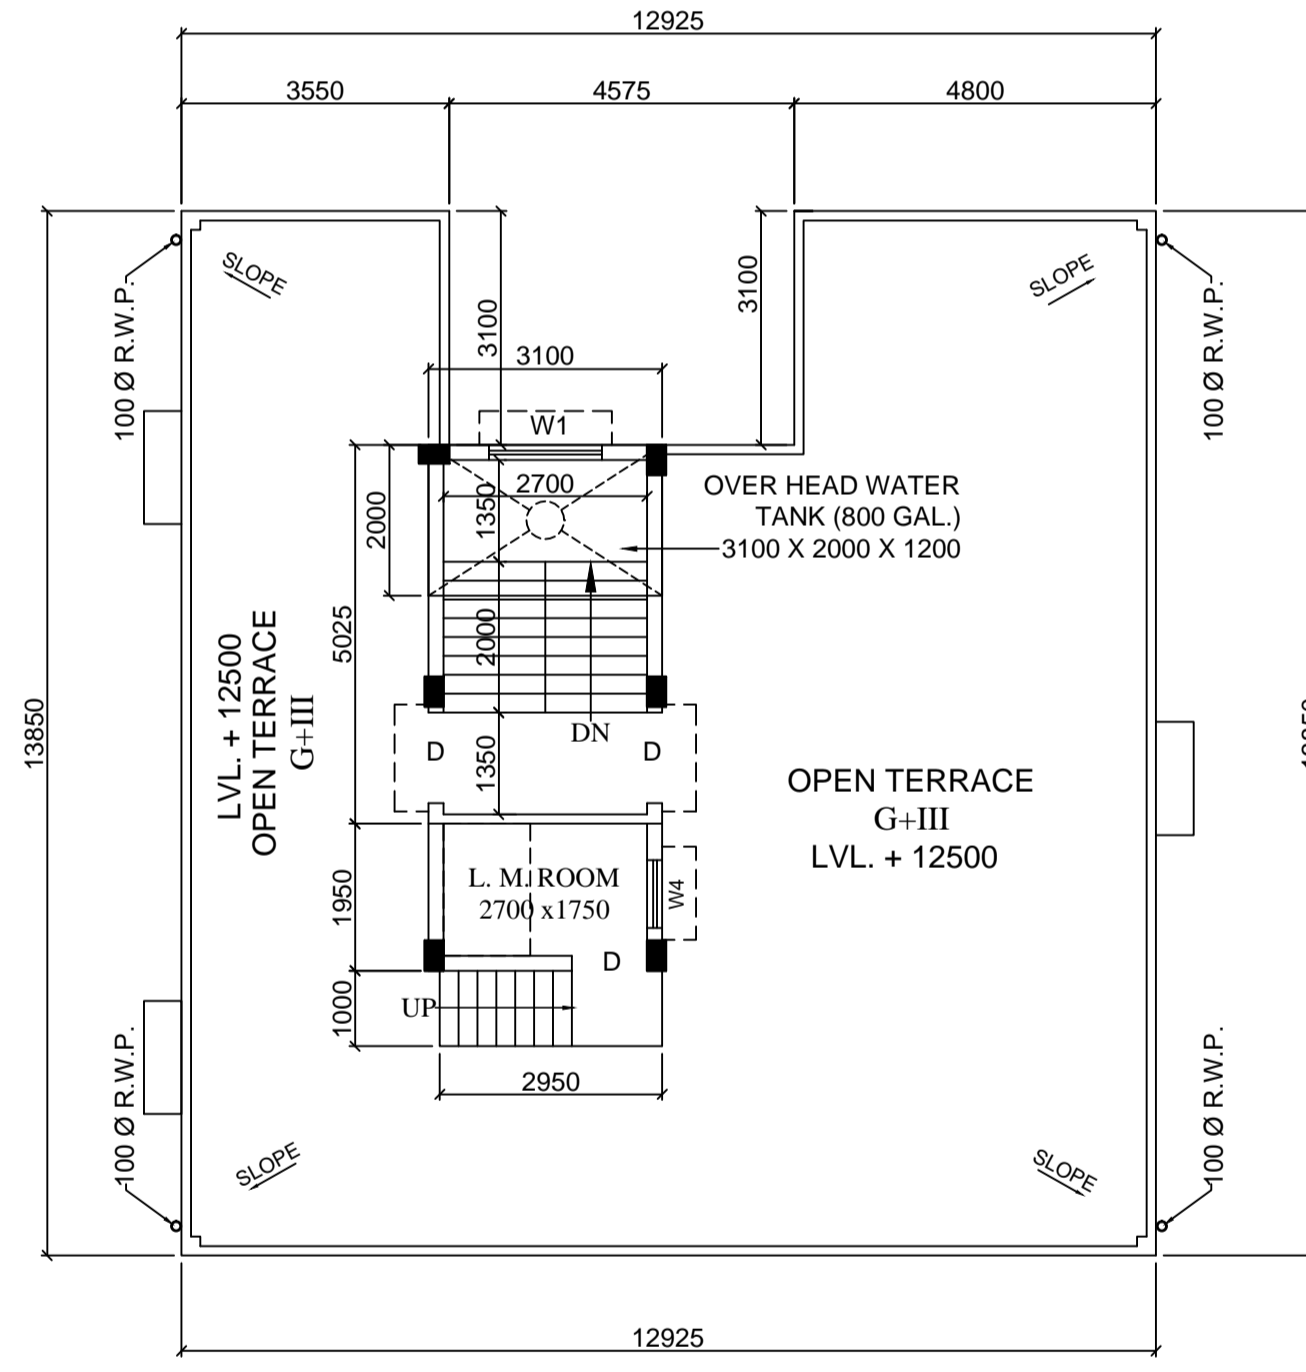 12925
3550
4575
4800
SLOPE
SLOPE
100 Ø R.W.P.
100 Ø R.W.P.
3100
3100
3100
W1
2700
1350
2000
OVER HEAD WATER
TANK (800 GAL.)
3100 X 2000 X 1200
5025
2000
LVL. + 12500
OPEN TERRACE
G+III
13850
DN
D
D
1350
OPEN TERRACE
G+III
LVL. + 12500
L. M. ROOM
2700 x1750
W4
1950
D
UP
1000
2950
100 Ø R.W.P.
100 Ø R.W.P.
SLOPE
SLOPE
12925